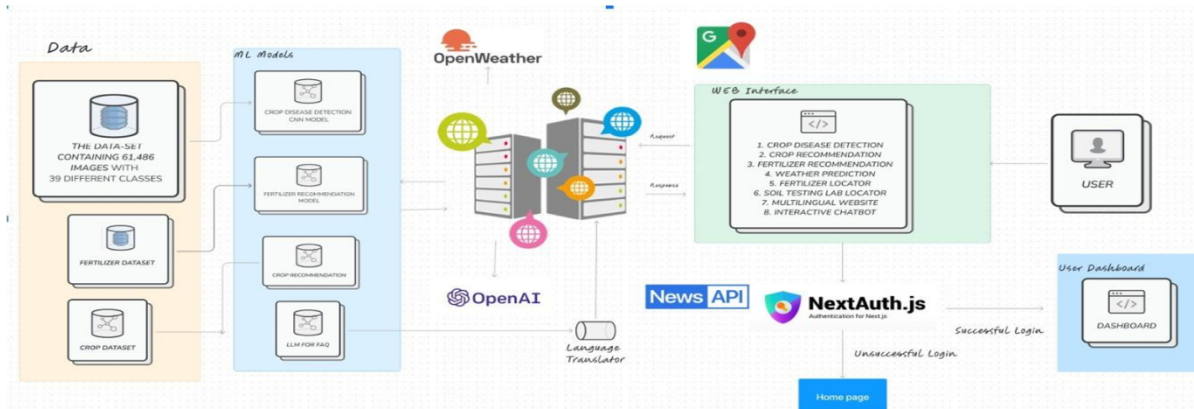 Data
ML Models
THE DATA-SET
CONTAINING 61,486
IMAGES WITH
39 DIFFERENT CLASSES
FERTILIZER DATASET
CROP DATASET
CROP DISEASE DETECTION
CNN MODEL
FERTILIZER RECOMMENDATION
MODEL
CROP RECOMMENDATION
LLM FOR FAQ
OpenWeather
OpenAI
Language
Translator
Request
Response
G
WEB Interface
</>
1. CROP DISEASE DETECTION
2. CROP RECOMMENDATION
3. FERTILIZER RECOMMENDATION
4. WEATHER PREDICTION
5. FERTILIZER LOCATOR
6. SOIL TESTING LAB LOCATOR
7. MULTILINGUAL WEBSITE
8. INTERACTIVE CHATBOT
USER
News API
NextAuth.js
Authentication for Next.js
Successful Login
Unsuccessful Login
Home page
User Dashboard
</>
DASHBOARD